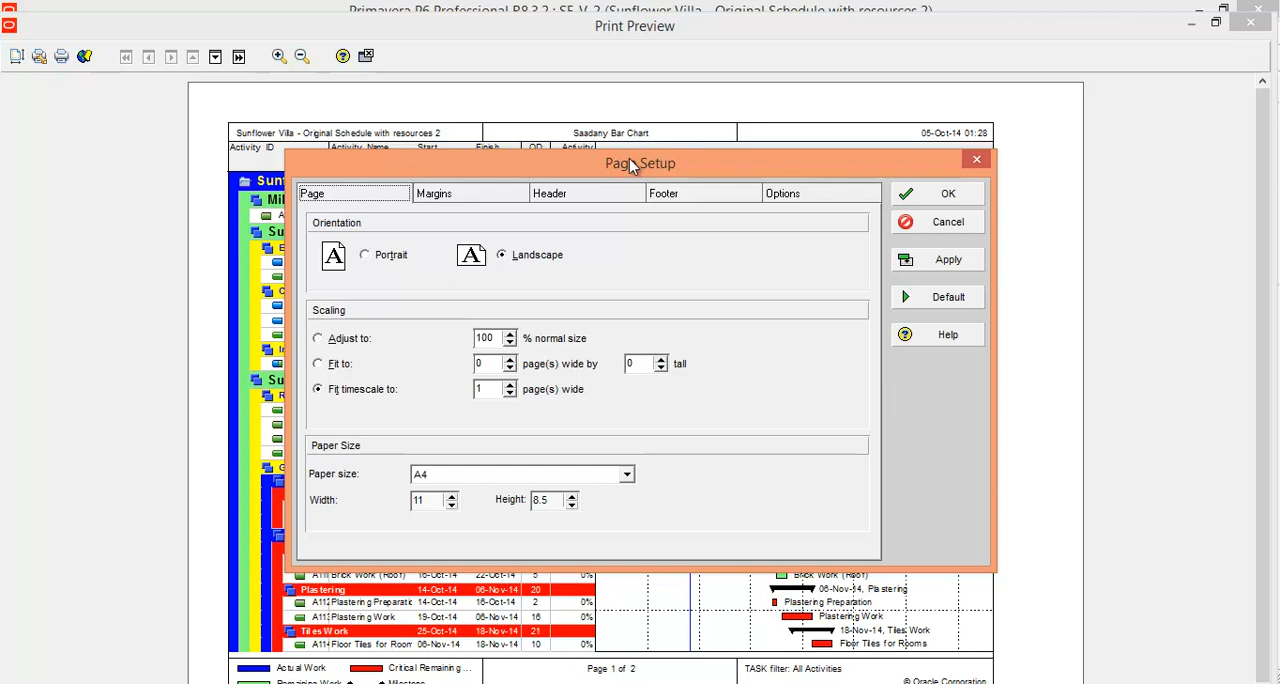 Primavera P6 Professional R8.3.2 : SF-V-2 (Sunflower Villa - Original Schedule with resources 2)
Print Preview
Sunflower Villa - Original Schedule with resources 2 Saadany Bar Chart 05-Oct-14 01:28
Activity ID Activity Name Start Finish OD Activity
Page Setup
Page Margins Header Footer Options
OK
Cancel
Apply
Default
Help
Orientation
A Portrait A Landscape
Scaling
Adjust to: 100 % normal size
Fit to: 0 page(s) wide by 0 tall
Fit timescale to: 1 page(s) wide
Paper Size
Paper size: A4
Width: 11 Height: 8.5
Brick Work (Roof) 16-Oct-14 22-Oct-14 5 0% Brick Work (Roof)
Plastering 14-Oct-14 06-Nov-14 20 06-Nov-14, Plastering
A112 Plastering Preparatic 14-Oct-14 16-Oct-14 2 0% Plastering Preparation
A113 Plastering Work 19-Oct-14 06-Nov-14 16 0% Plastering Work
Tiles Work 25-Oct-14 18-Nov-14 21 18-Nov-14, Tiles Work
A114 Floor Tiles for Room 06-Nov-14 18-Nov-14 10 0% Floor Tiles for Rooms
Actual Work Critical Remaining ... Page 1 of 2 TASK filter: All Activities
Remaining Work Milestone © Oracle Corporation